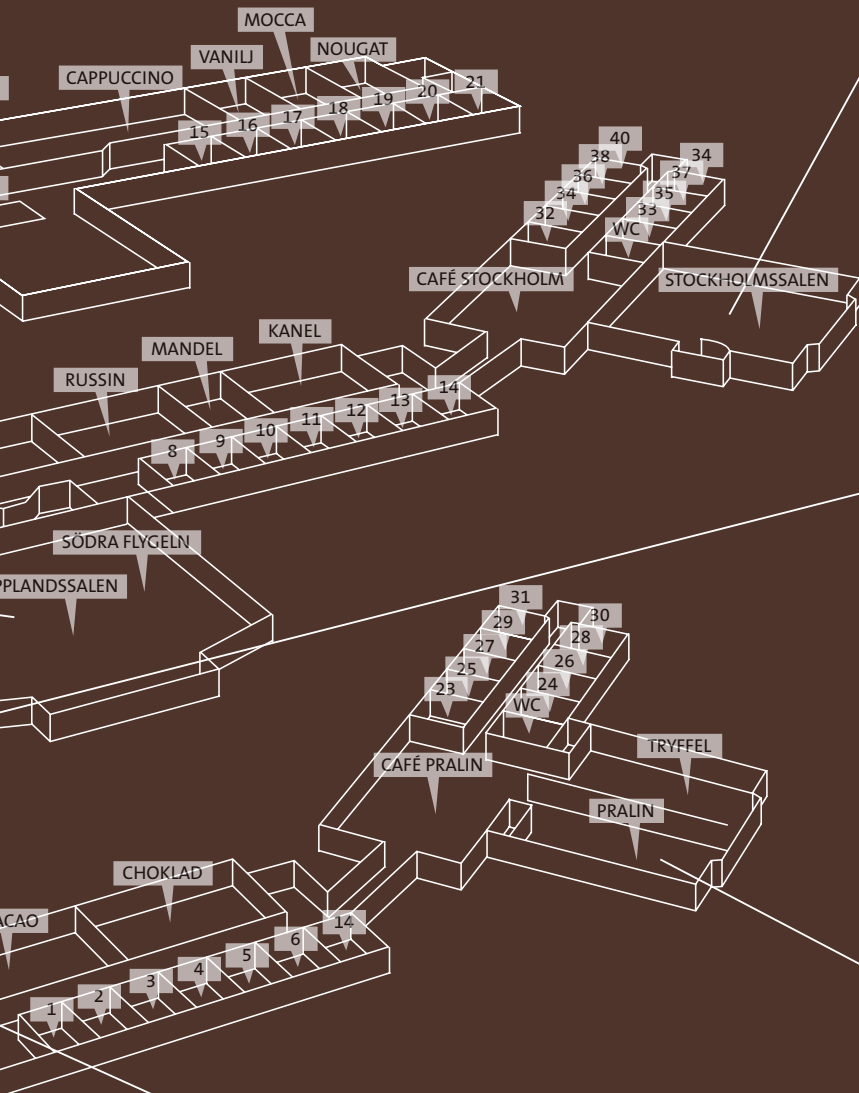 MOCCA
VANILJ
NOUGAT
CAPPUCCINO
21
20
19
18
17
16
15
40
38
36
34
32
34
37
35
33
WC
CAFÉ STOCKHOLM
STOCKHOLMSSALEN
KANEL
MANDEL
RUSSIN
14
13
12
11
10
9
8
SÖDRA FLYGELN
PPLANDSSALEN
31
29
27
25
23
30
28
26
24
WC
CAFÉ PRALIN
TRYFFEL
PRALIN
CHOKLAD
ACAO
14
6
5
4
3
2
1